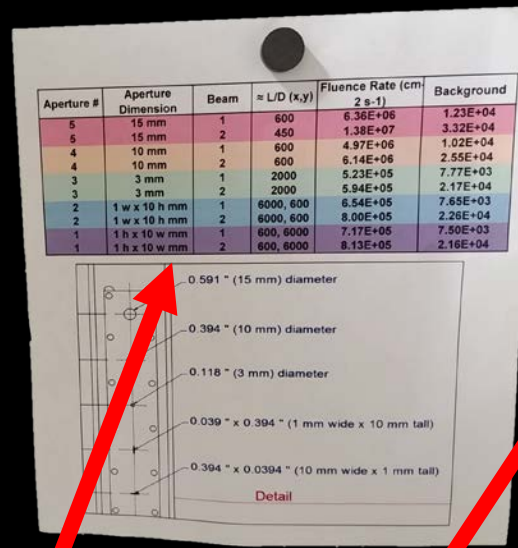 Aperture # Aperture Dimension Beam ≈ L/D (x,y) Fluence Rate (cm-2 s-1) Background
5 15 mm 1 600 6.36E+06 1.23E+04
5 15 mm 2 450 1.38E+07 3.32E+04
4 10 mm 1 600 4.97E+06 1.02E+04
4 10 mm 2 600 6.14E+06 2.55E+04
3 3 mm 1 2000 5.23E+05 7.77E+03
3 3 mm 2 2000 5.94E+05 2.17E+04
2 1 w x 10 h mm 1 6000, 600 6.54E+05 7.65E+03
2 1 w x 10 h mm 2 6000, 600 8.00E+05 2.26E+04
1 1 h x 10 w mm 1 600, 6000 7.17E+05 7.50E+03
1 1 h x 10 w mm 2 600, 6000 8.13E+05 2.16E+04
0.591 " (15 mm) diameter
0.394 " (10 mm) diameter
0.118 " (3 mm) diameter
0.039 " x 0.394 " (1 mm wide x 10 mm tall)
0.394 " x 0.0394 " (10 mm wide x 1 mm tall)
Detail